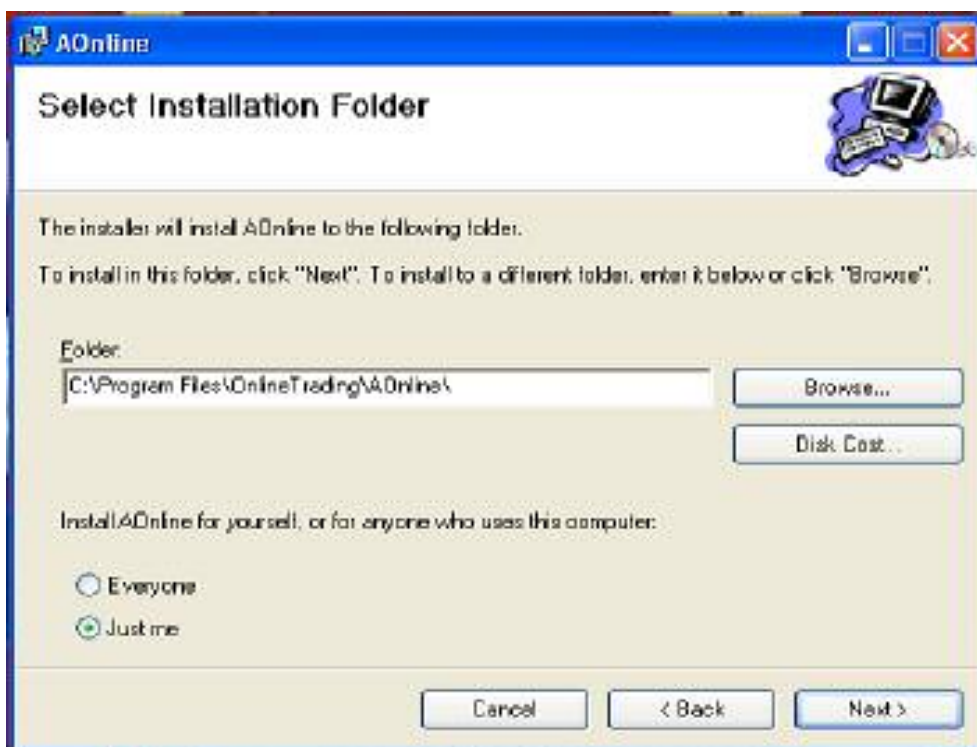 AOnline
Select Installation Folder
The installer will install AOnline to the following folder.
To install in this folder, click "Next". To install to a different folder, enter it below or click "Browse".
Folder:
C:\Program Files\OnlineTrading\AOnline\
Browse...
Disk Cost...
Install AOnline for yourself, or for anyone who uses this computer:
Everyone
Just me
Cancel
< Back
Next >